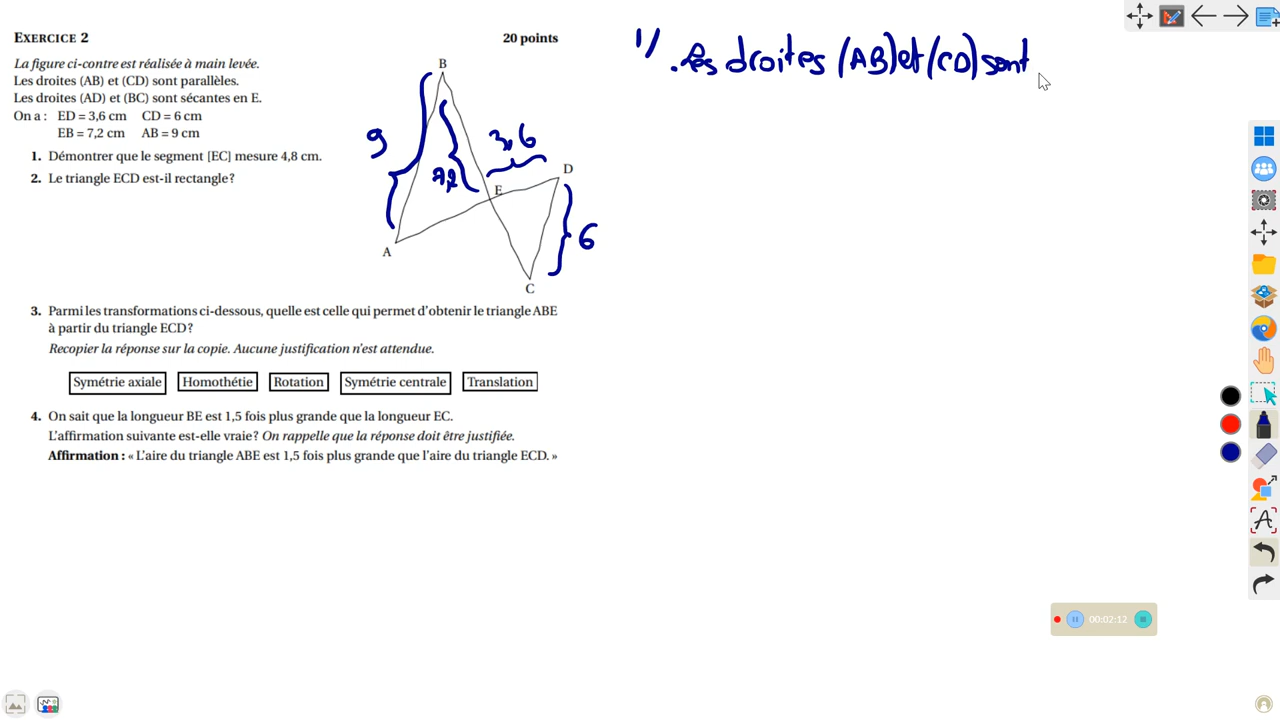 EXERCICE 2
20 points
La figure ci-contre est réalisée à main levée.
Les droites (AB) et (CD) sont parallèles.
Les droites (AD) et (BC) sont sécantes en E.
On a : ED = 3,6 cm CD = 6 cm
EB = 7,2 cm AB = 9 cm
1. Démontrer que le segment [EC] mesure 4,8 cm.
2. Le triangle ECD est-il rectangle ?
B
9
7,2
3,6
E
D
6
A
C
3. Parmi les transformations ci-dessous, quelle est celle qui permet d'obtenir le triangle ABE
à partir du triangle ECD ?
Recopier la réponse sur la copie. Aucune justification n'est attendue.
Symétrie axiale Homothétie Rotation Symétrie centrale Translation
4. On sait que la longueur BE est 1,5 fois plus grande que la longueur EC.
L'affirmation suivante est-elle vraie ? On rappelle que la réponse doit être justifiée.
Affirmation : « L'aire du triangle ABE est 1,5 fois plus grande que l'aire du triangle ECD. »
1/ . Les droites (AB) et (CD) sont
A
00:02:12